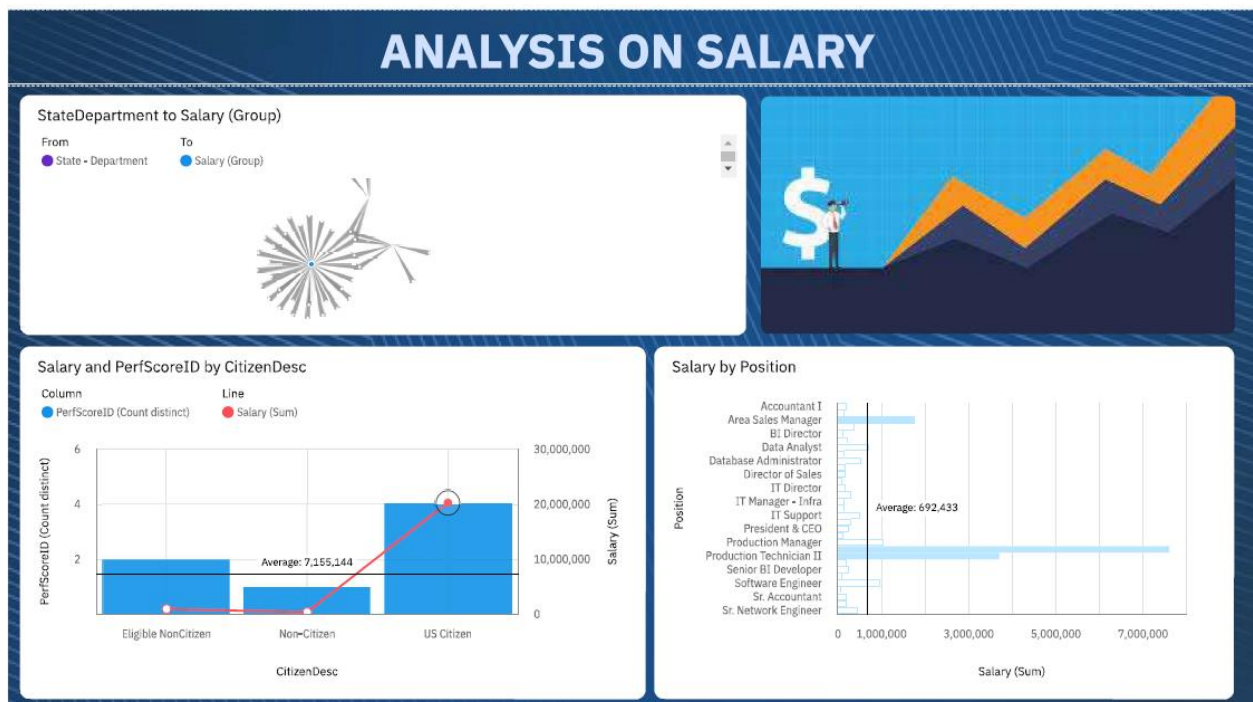 ANALYSIS ON SALARY
StateDepartment to Salary (Group)
From To
State - Department Salary (Group)
$
Salary and PerfScoreID by CitizenDesc
Column Line
PerfScoreID (Count distinct) Salary (Sum)
PerfScoreID (Count distinct)
6
4
2
30,000,000
20,000,000
10,000,000
0
Salary (Sum)
Average: 7,155,144
Eligible NonCitizen Non-Citizen US Citizen
CitizenDesc
Salary by Position
Position
Accountant I
Area Sales Manager
BI Director
Data Analyst
Database Administrator
Director of Sales
IT Director
IT Manager - Infra
IT Support
President & CEO
Production Manager
Production Technician II
Senior BI Developer
Software Engineer
Sr. Accountant
Sr. Network Engineer
Average: 692,433
0 1,000,000 3,000,000 5,000,000 7,000,000
Salary (Sum)